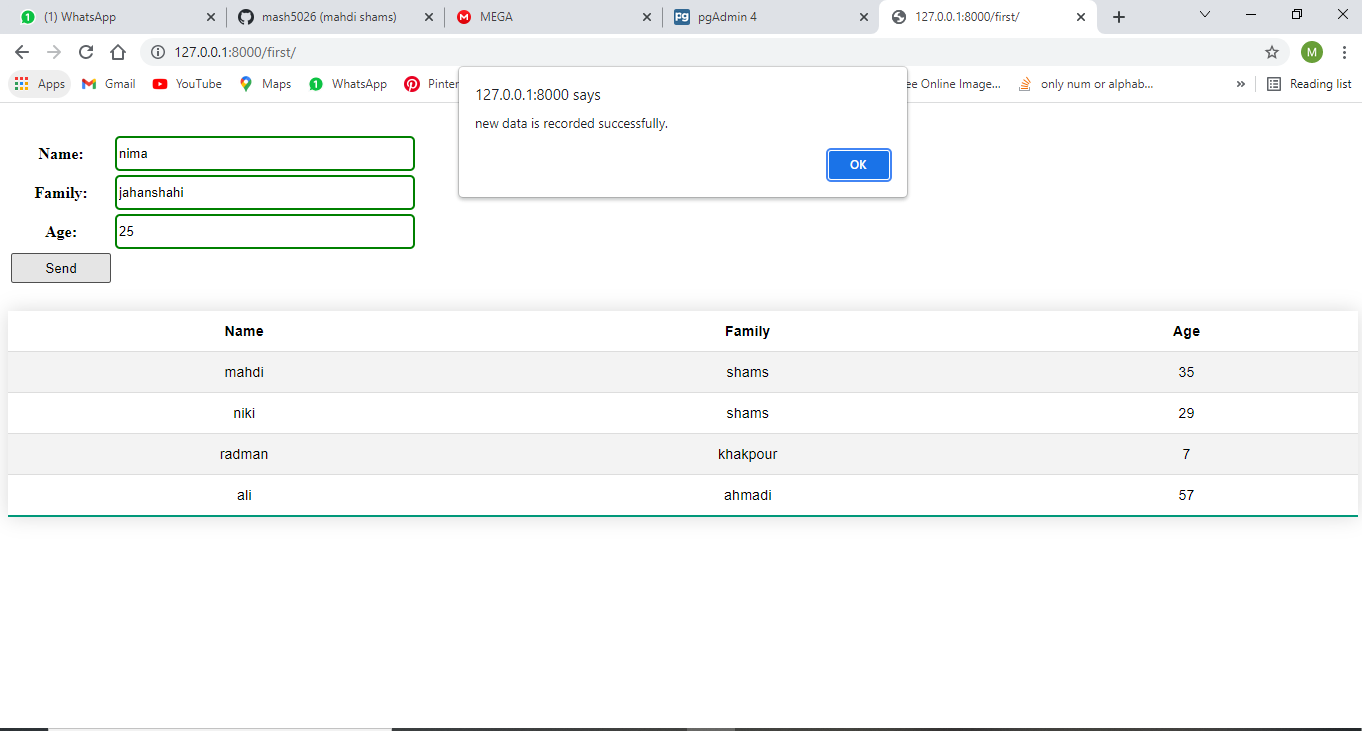 (1) WhatsApp mash5026 (mahdi shams) MEGA pgAdmin 4 127.0.0.1:8000/first/
127.0.0.1:8000/first/ M
Apps Gmail YouTube Maps WhatsApp Pinter ee Online Image... only num or alphab... » Reading list
127.0.0.1:8000 says
new data is recorded successfully.
OK
Name: nima
Family: jahanshahi
Age: 25
Send
Name Family Age
mahdi shams 35
niki shams 29
radman khakpour 7
ali ahmadi 57